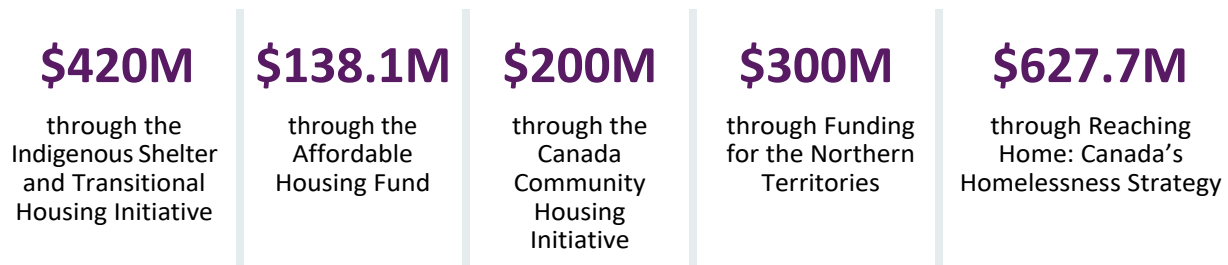 $420M
through the
Indigenous Shelter
and Transitional
Housing Initiative
$138.1M
through the
Affordable
Housing Fund
$200M
through the
Canada
Community
Housing
Initiative
$300M
through Funding
for the Northern
Territories
$627.7M
through Reaching
Home: Canada’s
Homelessness Strategy